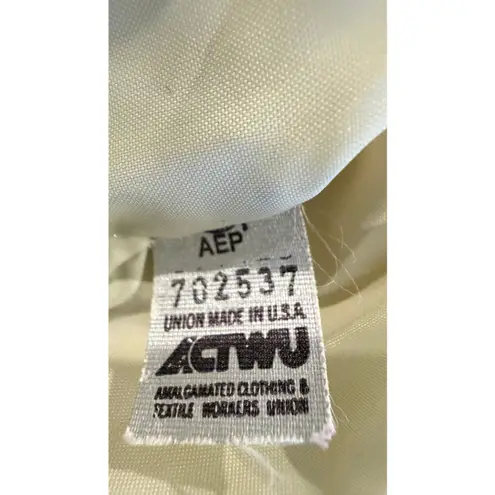 AEP
702537
UNION MADE IN U.S.A.
ACTWU
AMALGAMATED CLOTHING &
TEXTILE WORKERS UNION